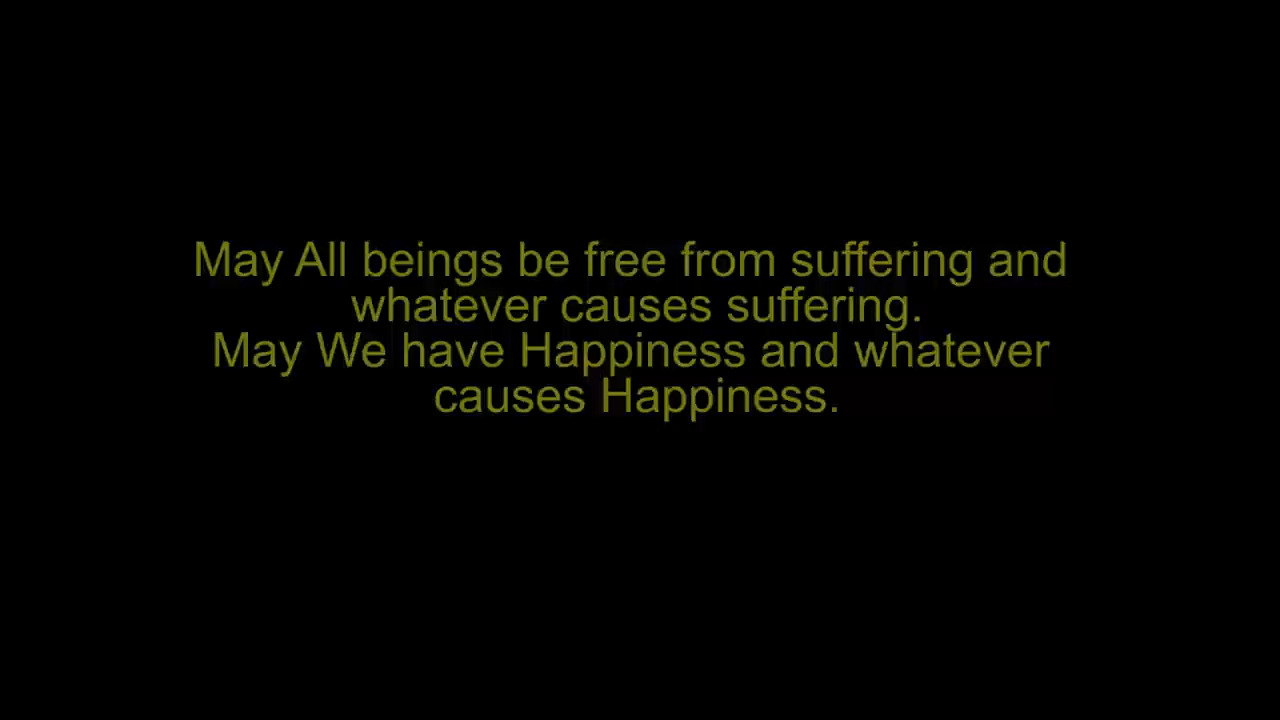 May All beings be free from suffering and
whatever causes suffering.
May We have Happiness and whatever
causes Happiness.